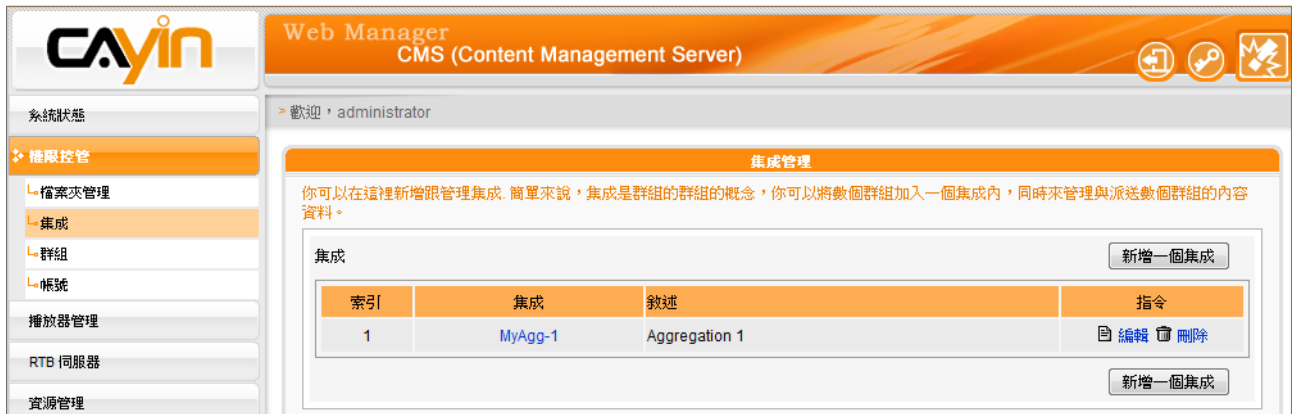 CAYIN
Web Manager
CMS (Content Management Server)
系統狀態
>歡迎，administrator
權限控管
檔案夾管理
集成
群組
帳號
播放器管理
RTB 伺服器
資源管理
集成管理
你可以在這裡新增跟管理集成. 簡單來說，集成是群組的群組的概念，你可以將數個群組加入一個集成內，同時來管理與派送數個群組的內容
資料。
集成 新增一個集成
索引 集成 敘述 指令
1 MyAgg-1 Aggregation 1 編輯 刪除
新增一個集成